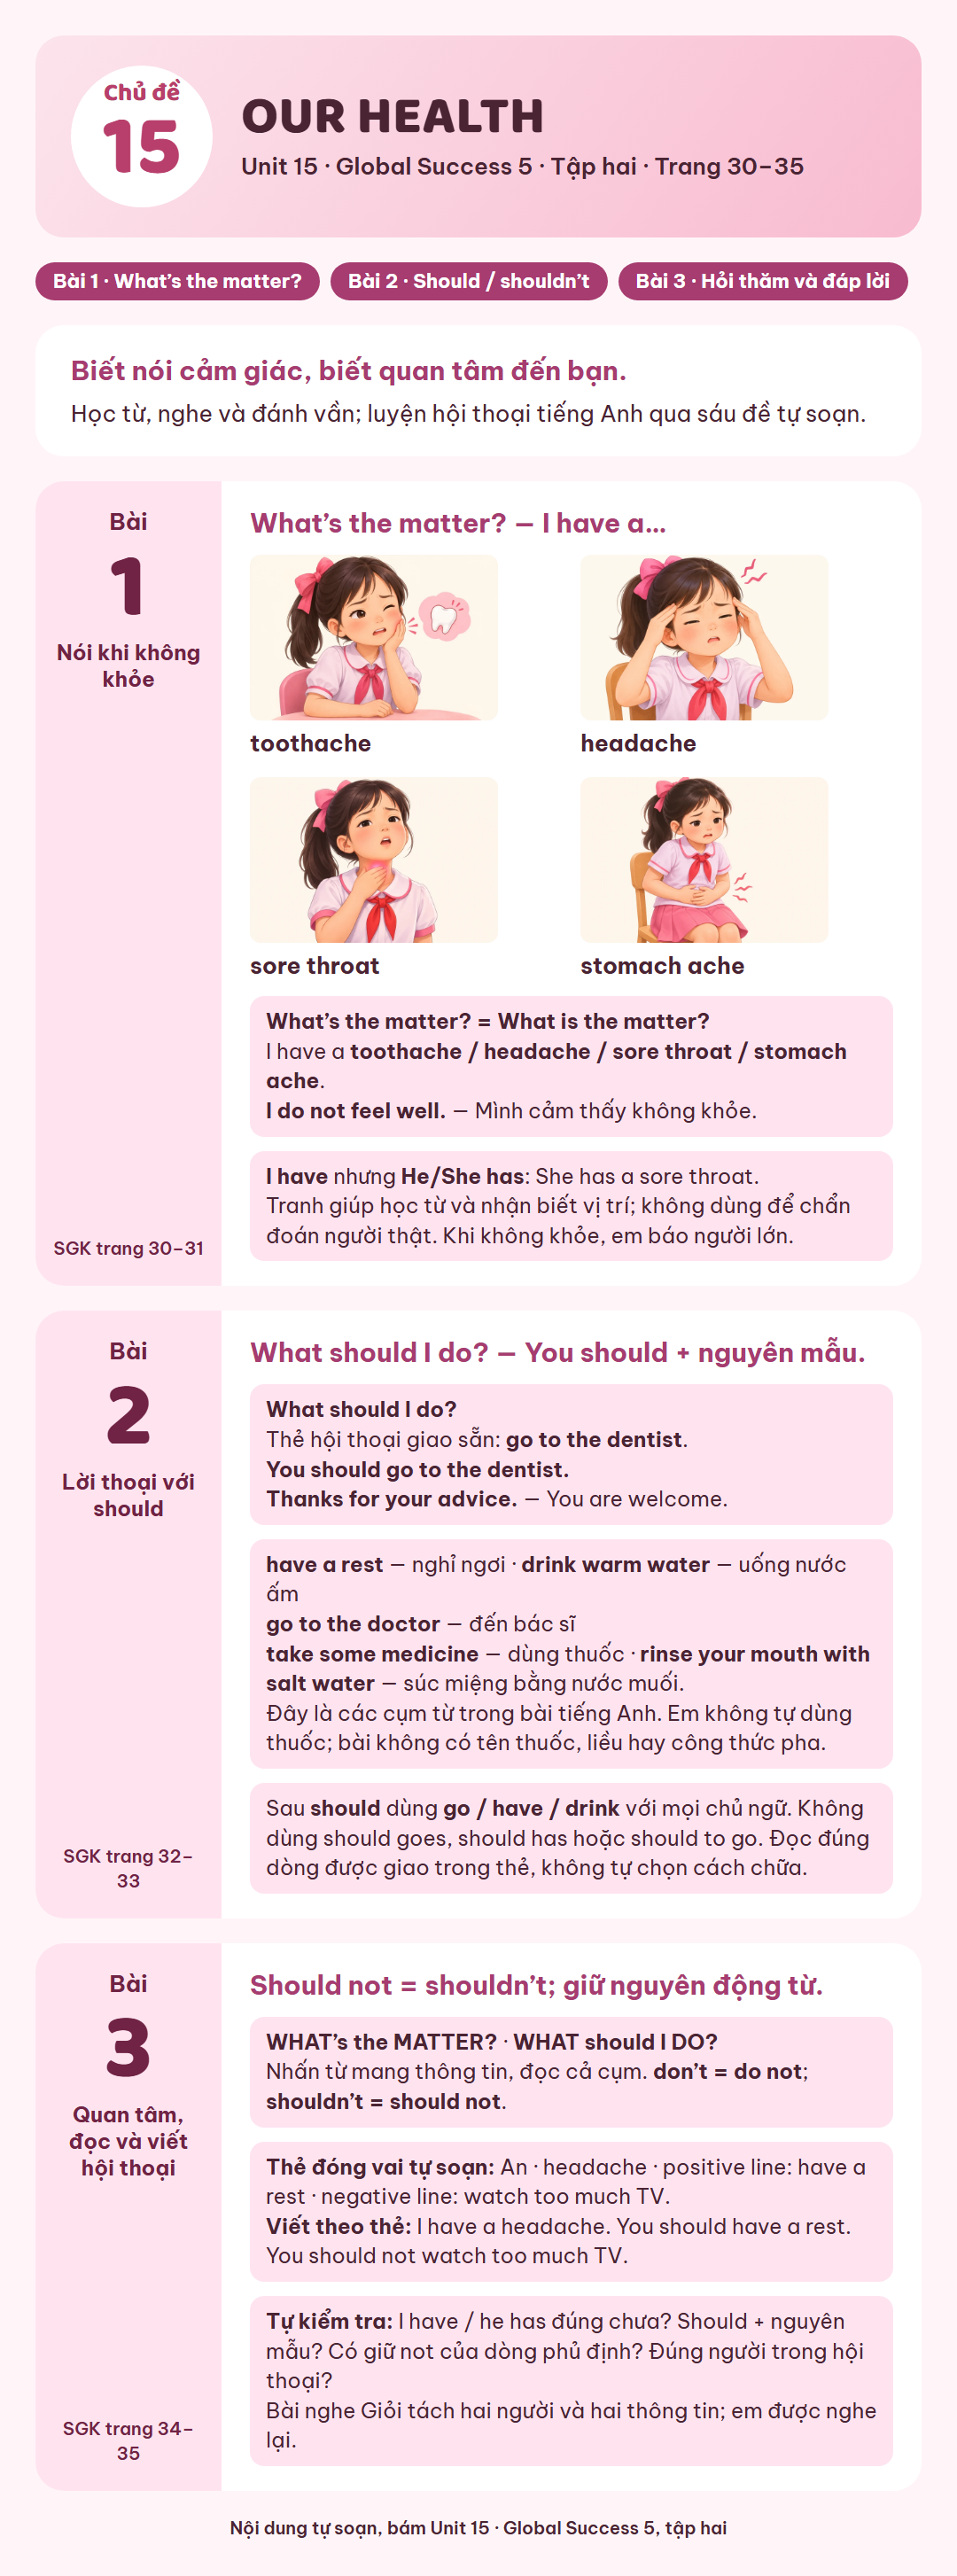 Chủ đề
15
OUR HEALTH
Unit 15 · Global Success 5 · Tập hai · Trang 30–35
Bài 1 · What’s the matter?
Bài 2 · Should / shouldn’t
Bài 3 · Hỏi thăm và đáp lời
Biết nói cảm giác, biết quan tâm đến bạn.
Học từ, nghe và đánh vần; luyện hội thoại tiếng Anh qua sáu đề tự soạn.
Bài
1
Nói khi không
khỏe
SGK trang 30–31
What’s the matter? — I have a…
toothache
headache
sore throat
stomach ache
What’s the matter? = What is the matter?
I have a toothache / headache / sore throat / stomach
ache.
I do not feel well. — Mình cảm thấy không khỏe.
I have nhưng He/She has: She has a sore throat.
Tranh giúp học từ và nhận biết vị trí; không dùng để chẩn
đoán người thật. Khi không khỏe, em báo người lớn.
Bài
2
Lời thoại với
should
SGK trang 32–
33
What should I do? — You should + nguyên mẫu.
What should I do?
Thẻ hội thoại giao sẵn: go to the dentist.
You should go to the dentist.
Thanks for your advice. — You are welcome.
have a rest — nghỉ ngơi · drink warm water — uống nước
ấm
go to the doctor — đến bác sĩ
take some medicine — dùng thuốc · rinse your mouth with
salt water — súc miệng bằng nước muối.
Đây là các cụm từ trong bài tiếng Anh. Em không tự dùng
thuốc; bài không có tên thuốc, liều hay công thức pha.
Sau should dùng go / have / drink với mọi chủ ngữ. Không
dùng should goes, should has hoặc should to go. Đọc đúng
dòng được giao trong thẻ, không tự chọn cách chữa.
Bài
3
Quan tâm,
đọc và viết
hội thoại
SGK trang 34–
35
Should not = shouldn’t; giữ nguyên động từ.
WHAT’s the MATTER? · WHAT should I DO?
Nhấn từ mang thông tin, đọc cả cụm. don’t = do not;
shouldn’t = should not.
Thẻ đóng vai tự soạn: An · headache · positive line: have a
rest · negative line: watch too much TV.
Viết theo thẻ: I have a headache. You should have a rest.
You should not watch too much TV.
Tự kiểm tra: I have / he has đúng chưa? Should + nguyên
mẫu? Có giữ not của dòng phủ định? Đúng người trong hội
thoại?
Bài nghe Giỏi tách hai người và hai thông tin; em được nghe
lại.
Nội dung tự soạn, bám Unit 15 · Global Success 5, tập hai